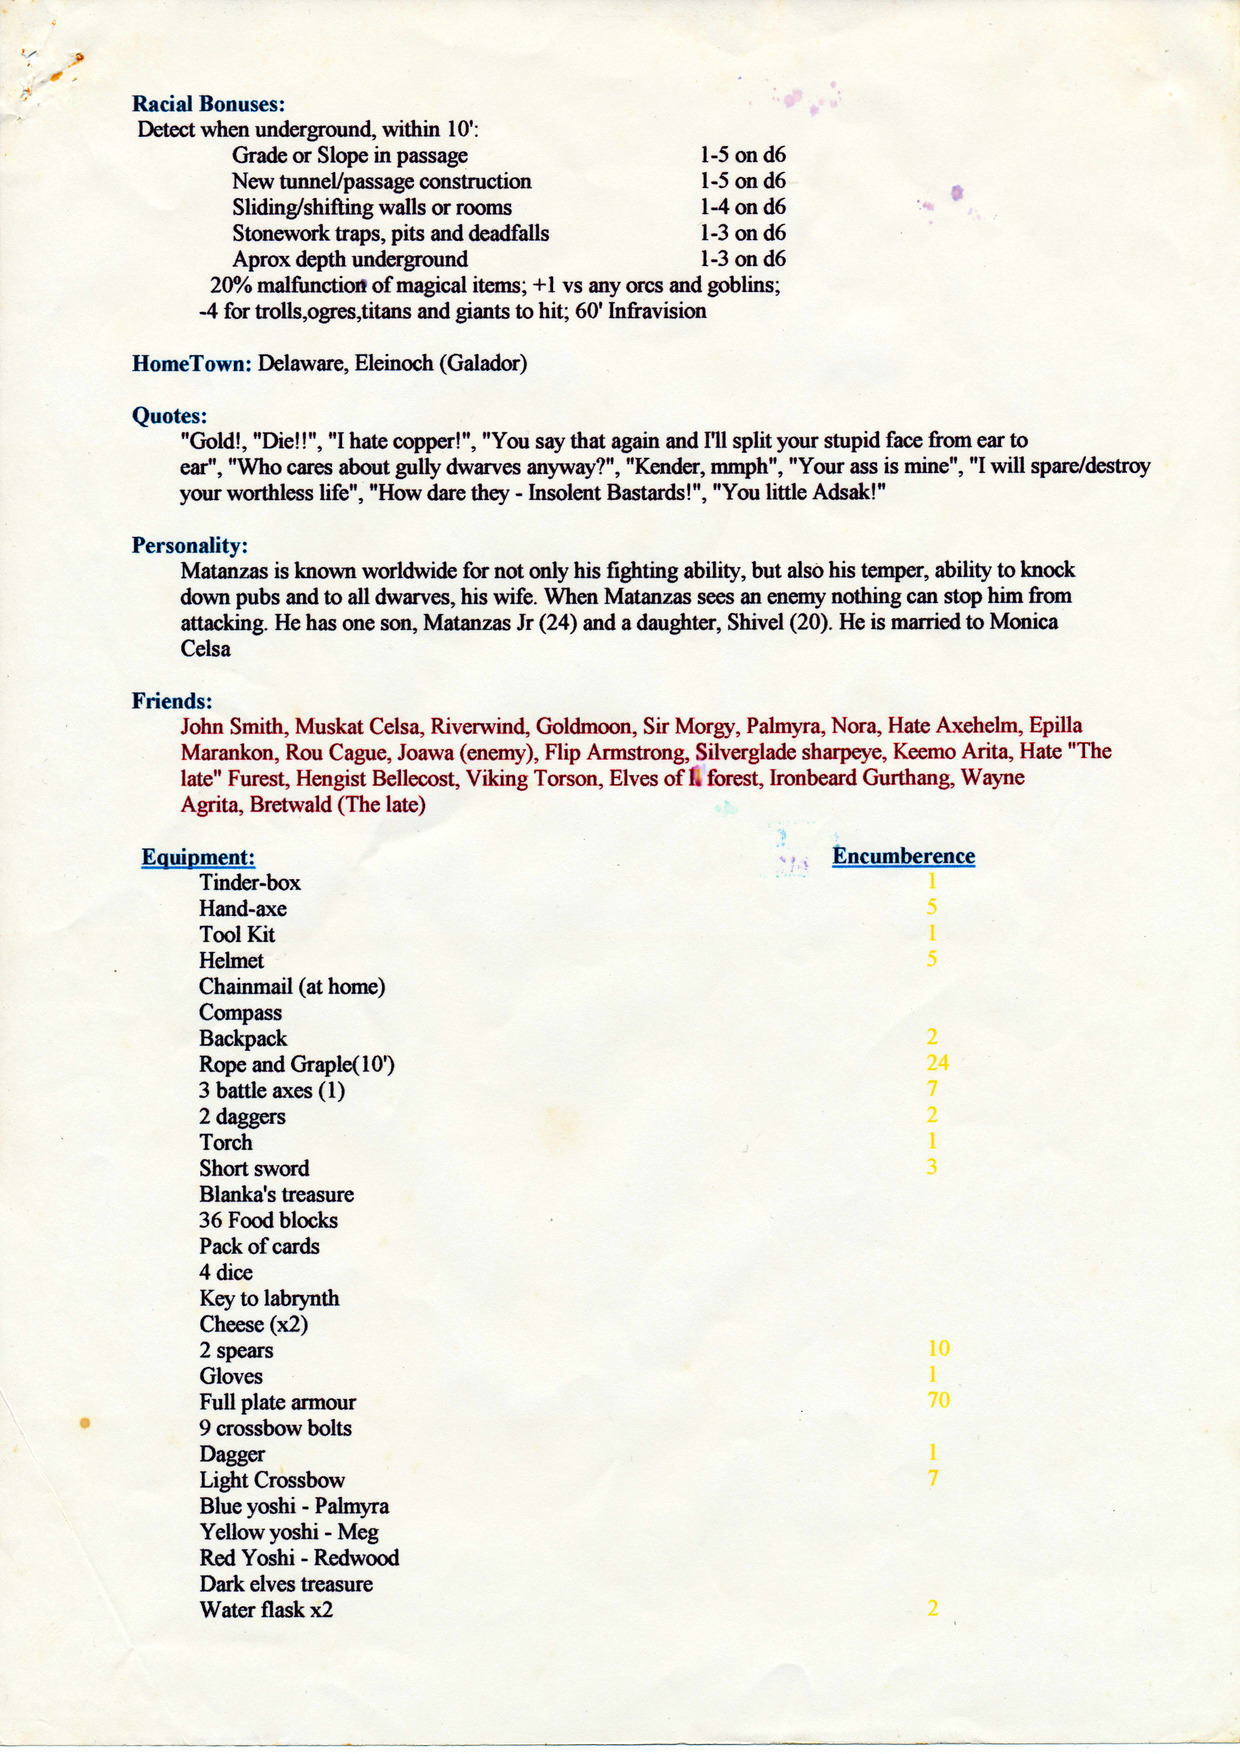 Racial Bonuses:
Detect when underground, within 10':
Grade or Slope in passage 1-5 on d6
New tunnel/passage construction 1-5 on d6
Sliding/shifting walls or rooms 1-4 on d6
Stonework traps, pits and deadfalls 1-3 on d6
Aprox depth underground 1-3 on d6
20% malfunction of magical items; +1 vs any orcs and goblins;
-4 for trolls,ogres,titans and giants to hit; 60' Infravision
HomeTown: Delaware, Eleinoch (Galador)
Quotes:
"Gold!, "Die!!", "I hate copper!", "You say that again and I'll split your stupid face from ear to
ear", "Who cares about gully dwarves anyway?", "Kender, mmph", "Your ass is mine", "I will spare/destroy
your worthless life", "How dare they - Insolent Bastards!", "You little Adsak!"
Personality:
Matanzas is known worldwide for not only his fighting ability, but also his temper, ability to knock
down pubs and to all dwarves, his wife. When Matanzas sees an enemy nothing can stop him from
attacking. He has one son, Matanzas Jr (24) and a daughter, Shivel (20). He is married to Monica
Celsa
Friends:
John Smith, Muskat Celsa, Riverwind, Goldmoon, Sir Morgy, Palmyra, Nora, Hate Axehelm, Epilla
Marankon, Rou Cague, Joawa (enemy), Flip Armstrong, Silverglade sharpeye, Keemo Arita, Hate "The
late" Furest, Hengist Bellecost, Viking Torson, Elves of forest, Ironbeard Gurthang, Wayne
Agrita, Bretwald (The late)
Equipment: Encumberence
Tinder-box 1
Hand-axe 5
Tool Kit 1
Helmet 5
Chainmail (at home)
Compass
Backpack 2
Rope and Graple(10') 24
3 battle axes (1) 7
2 daggers 2
Torch 1
Short sword 3
Blanka's treasure
36 Food blocks
Pack of cards
4 dice
Key to labrynth
Cheese (x2)
2 spears 10
Gloves 1
Full plate armour 70
9 crossbow bolts
Dagger 1
Light Crossbow 7
Blue yoshi - Palmyra
Yellow yoshi - Meg
Red Yoshi - Redwood
Dark elves treasure
Water flask x2 2